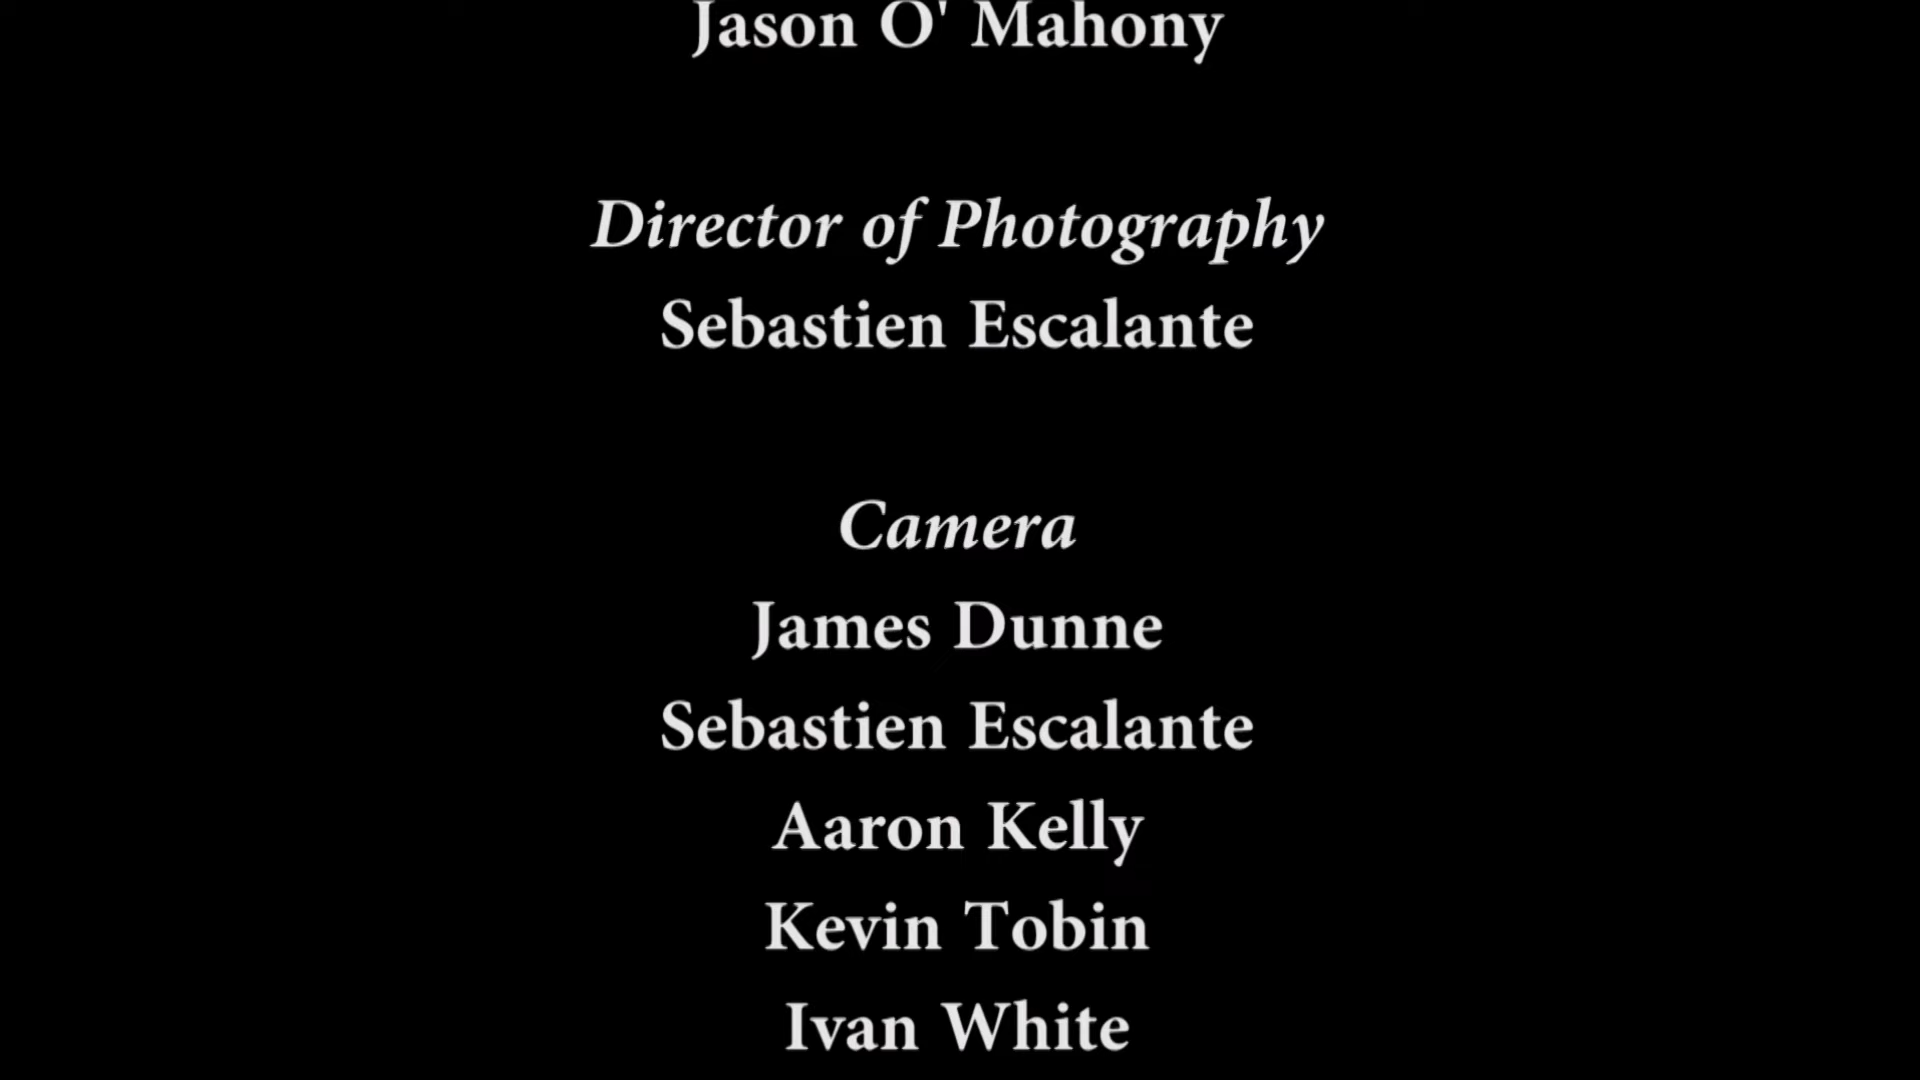 Jason O' Mahony
Director of Photography
Sebastien Escalante
Camera
James Dunne
Sebastien Escalante
Aaron Kelly
Kevin Tobin
Ivan White